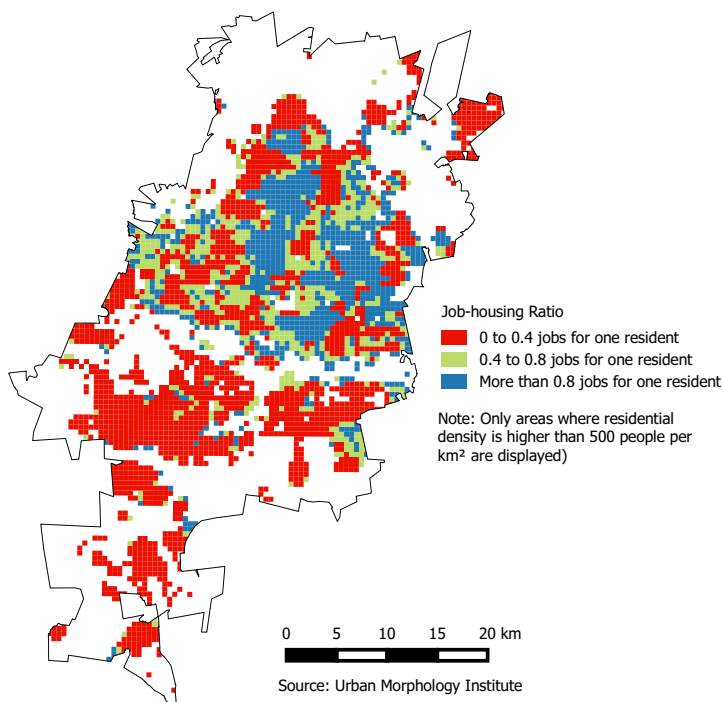 Job-housing Ratio
0 to 0.4 jobs for one resident
0.4 to 0.8 jobs for one resident
More than 0.8 jobs for one resident
Note: Only areas where residential
density is higher than 500 people per
km² are displayed)
0 5 10 15 20 km
Source: Urban Morphology Institute